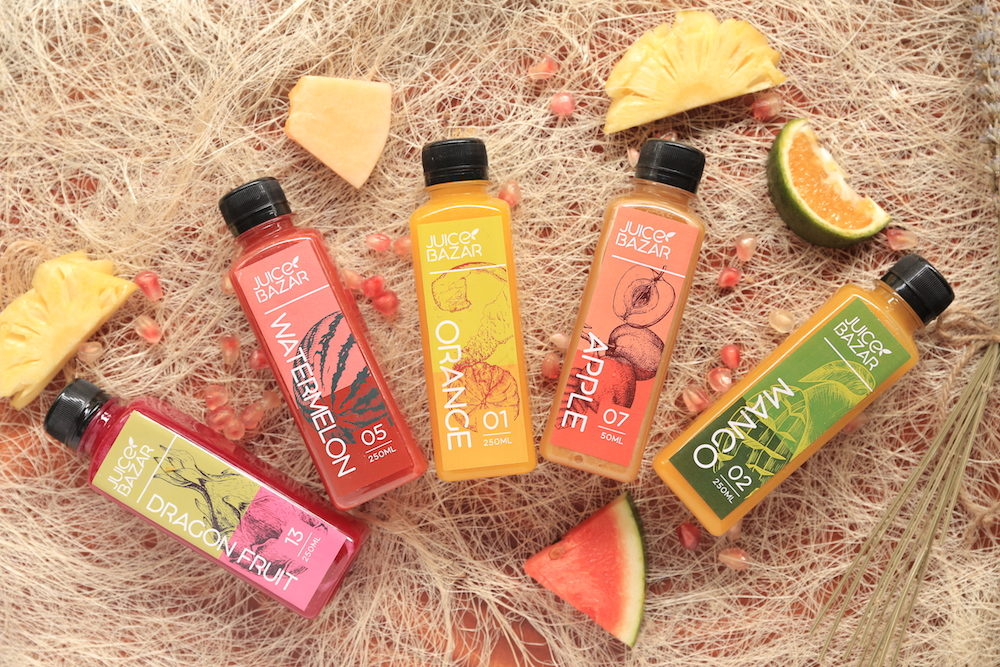 JUICE
BAZAR
DRAGON FRUIT
13
250ML
JUICE
BAZAR
WATERMELON
05
250ML
JUICE
BAZAR
ORANGE
01
250ML
JUICE
BAZAR
APPLE
07
50ML
JUICE
BAZAR
MANGO
02
250ML